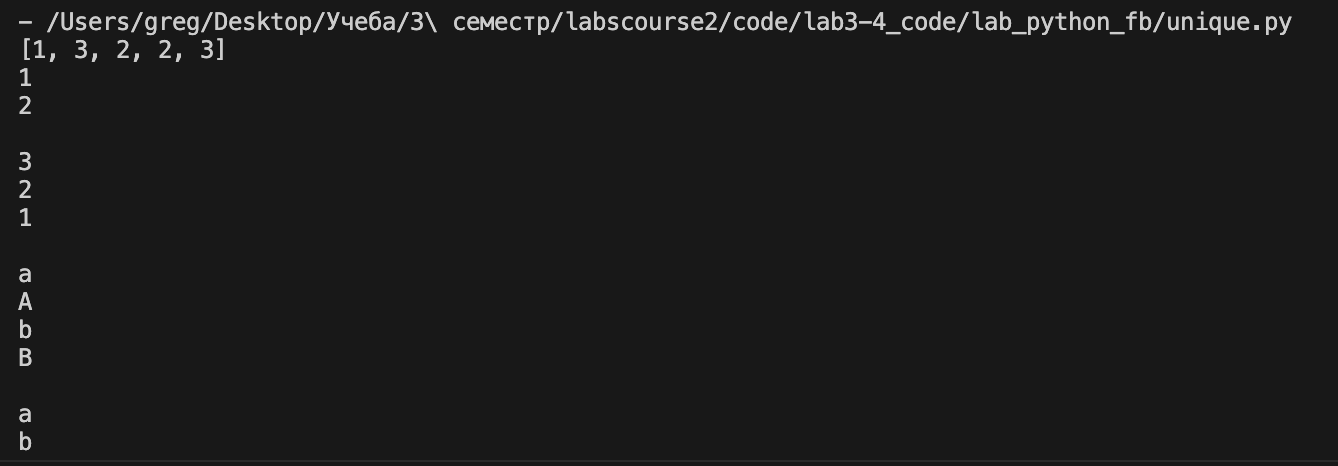 - /Users/greg/Desktop/Учеба/3\ семестр/labscourse2/code/lab3-4_code/lab_python_fb/unique.py
[1, 3, 2, 2, 3]
1
2
3
2
1
a
A
b
B
a
b